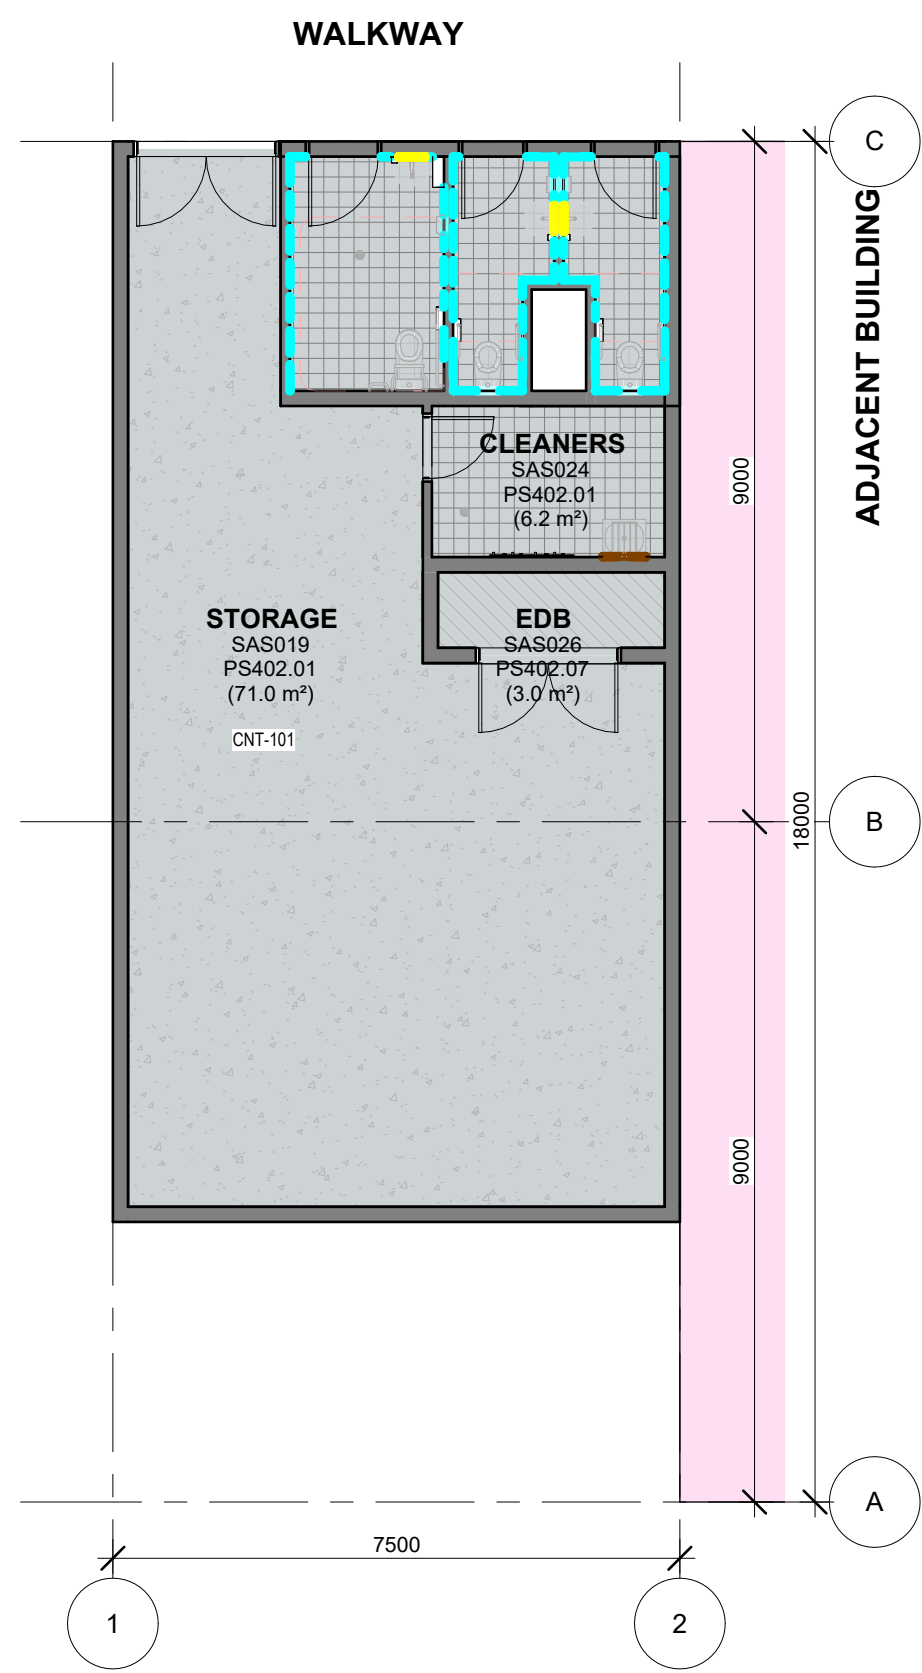 WALKWAY
C
ADJACENT BUILDING
CLEANERS
SAS024
PS402.01
(6.2 m²)
9000
STORAGE
SAS019
PS402.01
(71.0 m²)
EDB
SAS026
PS402.07
(3.0 m²)
CNT-101
18000
B
9000
A
7500
1
2